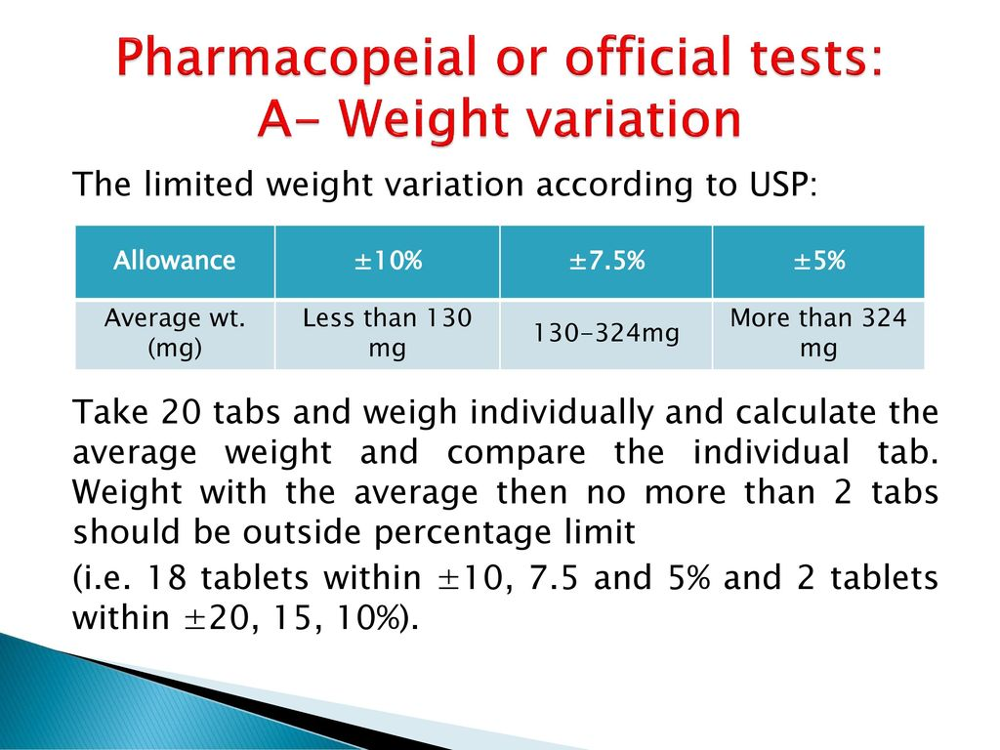 Pharmacopeial or official tests:
A- Weight variation
The limited weight variation according to USP:
Allowance ±10% ±7.5% ±5%
Average wt. (mg) Less than 130 mg 130-324mg More than 324 mg
Take 20 tabs and weigh individually and calculate the
average weight and compare the individual tab.
Weight with the average then no more than 2 tabs
should be outside percentage limit
(i.e. 18 tablets within ±10, 7.5 and 5% and 2 tablets
within ±20, 15, 10%).